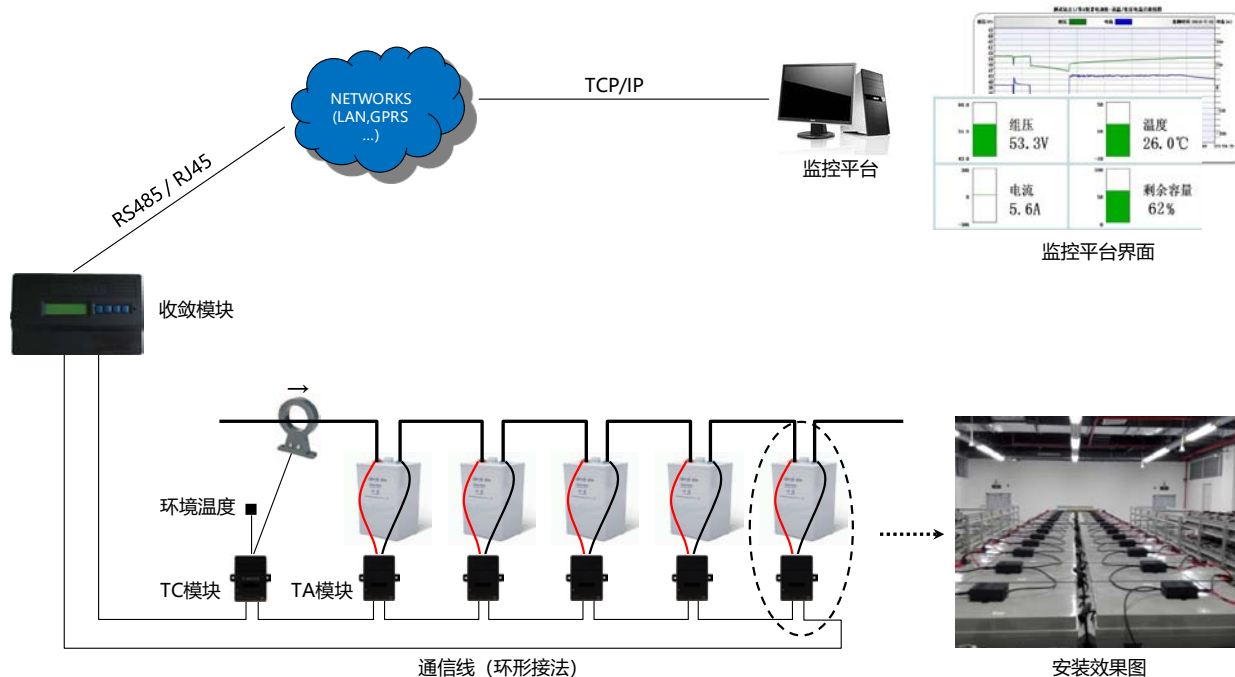 NETWORKS
(LAN,GPRS
...)
TCP/IP
RS485 / RJ45
监控平台
组压
53.3V
温度
26.0℃
电流
5.6A
剩余容量
62%
监控平台界面
收敛模块
→
环境温度
TC模块
TA模块
通信线（环形接法）
安装效果图